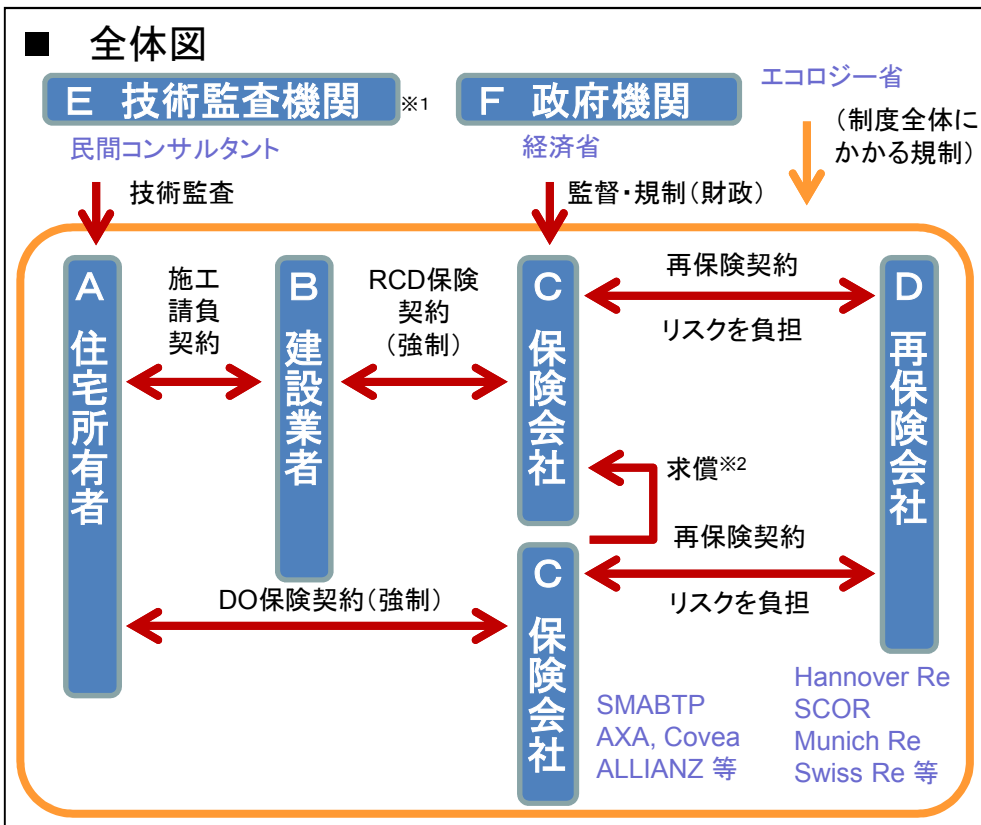 ■ 全体図
E 技術監査機関 ※1
F 政府機関
エコロジー省
民間コンサルタント
経済省
(制度全体に
かかる規制)
技術監査
監督・規制(財政)
A 住宅所有者
施工
請負
契約
B 建設業者
RCD保険
契約
(強制)
C 保険会社
再保険契約
リスクを負担
D 再保険会社
求償※2
再保険契約
リスクを負担
DO保険契約(強制)
C 保険会社
SMABTP
AXA, Covea
ALLIANZ 等
Hannover Re
SCOR
Munich Re
Swiss Re 等